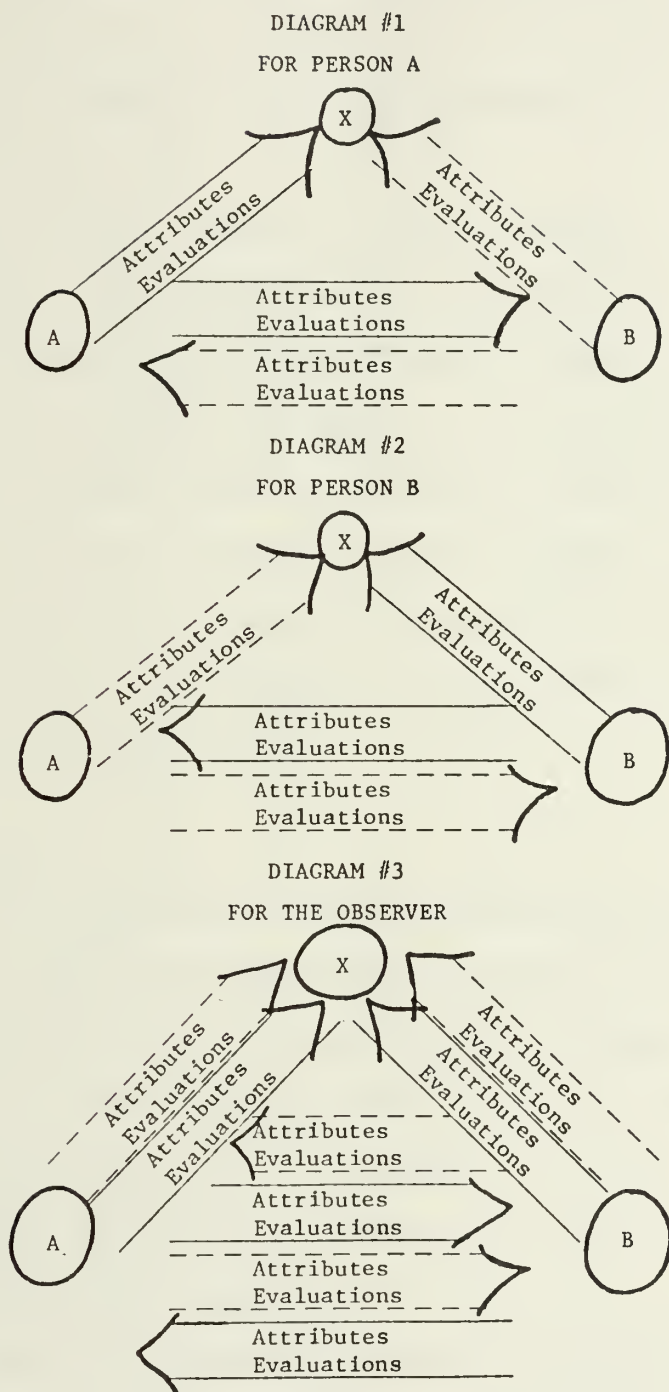 DIAGRAM #1
FOR PERSON A
X
Attributes
Evaluations
Attributes
Evaluations
A
Attributes
Evaluations
B
Attributes
Evaluations
DIAGRAM #2
FOR PERSON B
X
Attributes
Evaluations
Attributes
Evaluations
A
Attributes
Evaluations
B
Attributes
Evaluations
DIAGRAM #3
FOR THE OBSERVER
X
Attributes
Evaluations
Attributes
Evaluations
Attributes
Evaluations
Attributes
Evaluations
A
Attributes
Evaluations
Attributes
Evaluations
B
Attributes
Evaluations
Attributes
Evaluations